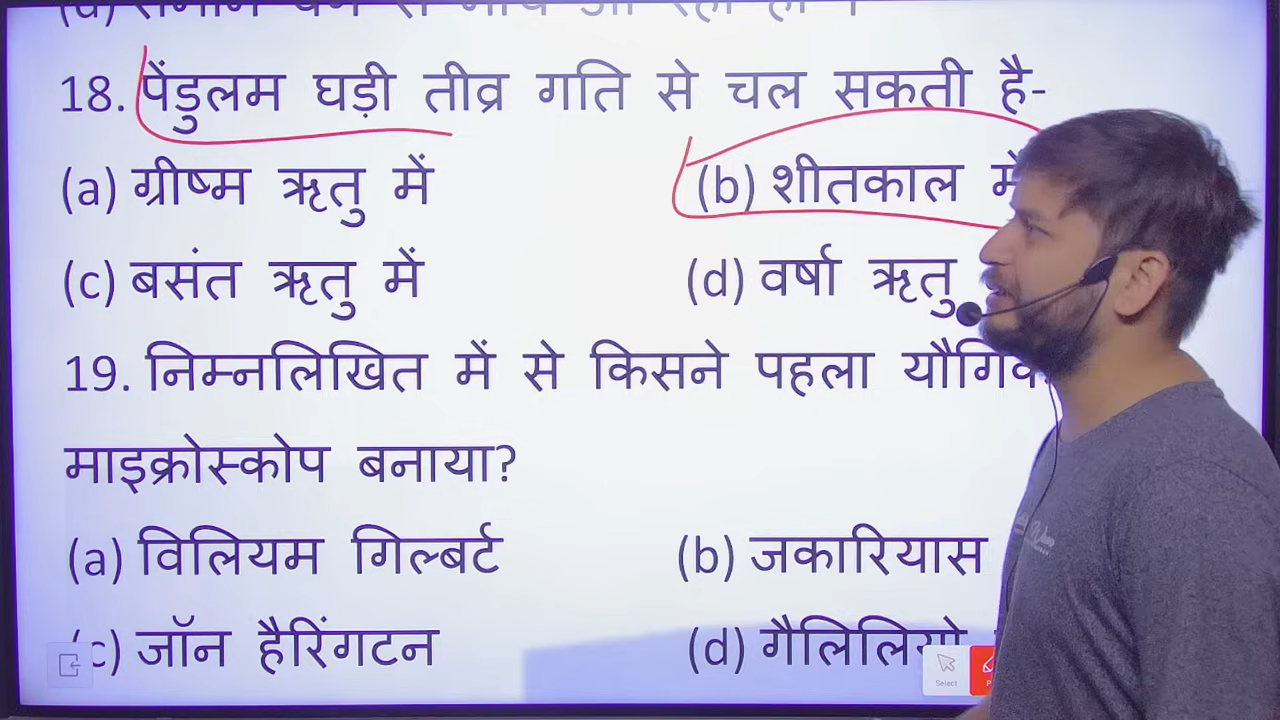 18. पेंडुलम घड़ी तीव्र गति से चल सकती है-
(a) ग्रीष्म ऋतु में
(b) शीतकाल में
(c) बसंत ऋतु में
(d) वर्षा ऋतु
19. निम्नलिखित में से किसने पहला यौगिक
माइक्रोस्कोप बनाया?
(a) विलियम गिल्बर्ट
(b) जकारियास
(c) जॉन हैरिंगटन
(d) गैलिलियो
Select